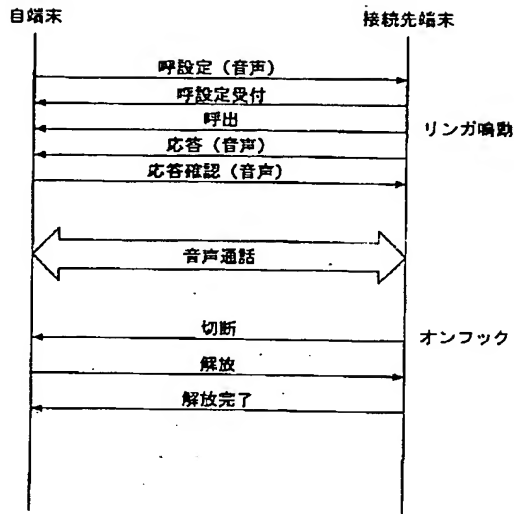 自端末
接続先端末
呼設定（音声）
呼設定受付
呼出
リンガ鳴動
応答（音声）
応答確認（音声）
音声通話
切断
オンフック
解放
解放完了